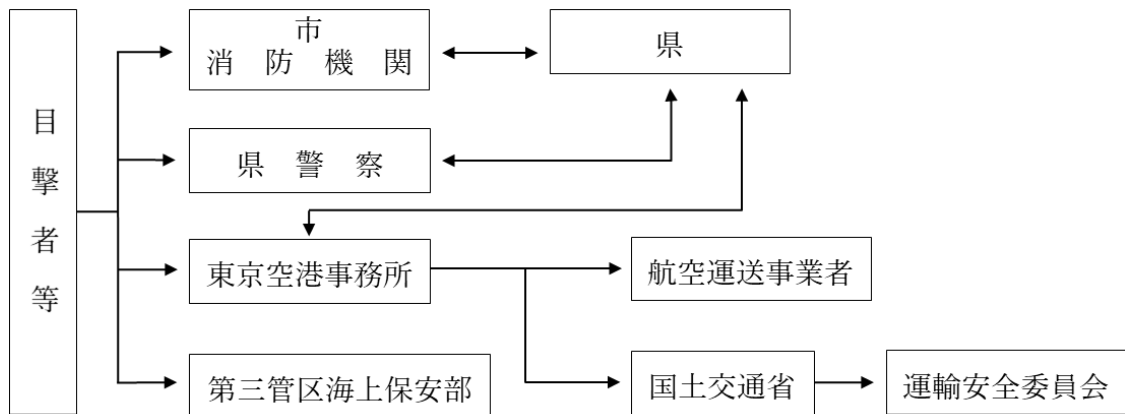 目撃者等
市
消防機関
県
県警察
東京空港事務所
航空運送事業者
第三管区海上保安部
国土交通省
運輸安全委員会